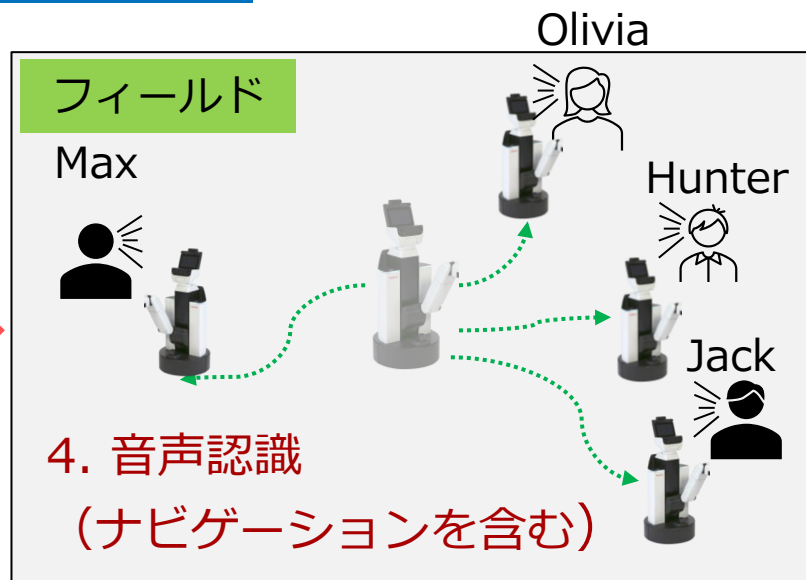 Olivia
フィールド
Max
Hunter
Jack
4. 音声認識
（ナビゲーションを含む）